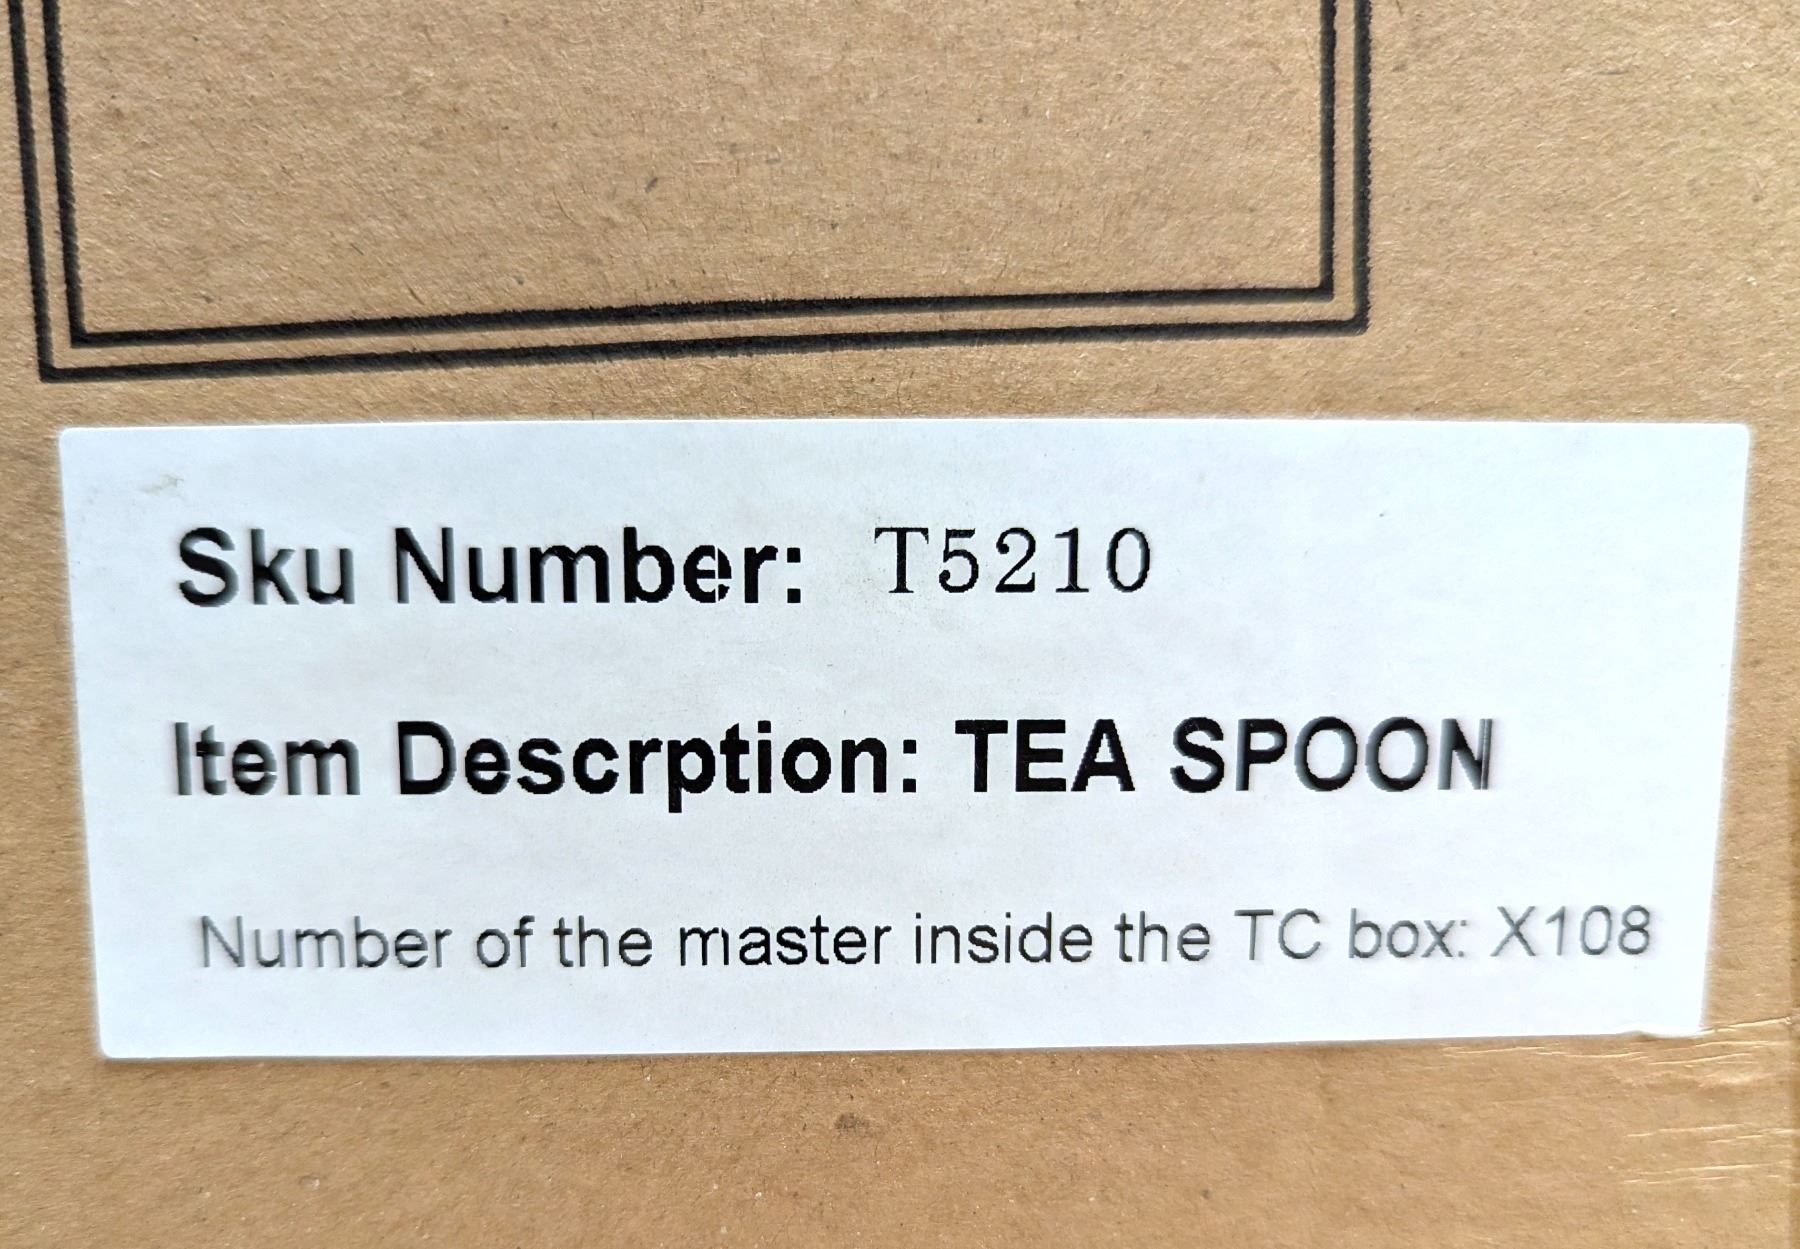 Sku Number: T5210
Item Descrption: TEA SPOON
Number of the master inside the TC box: X108